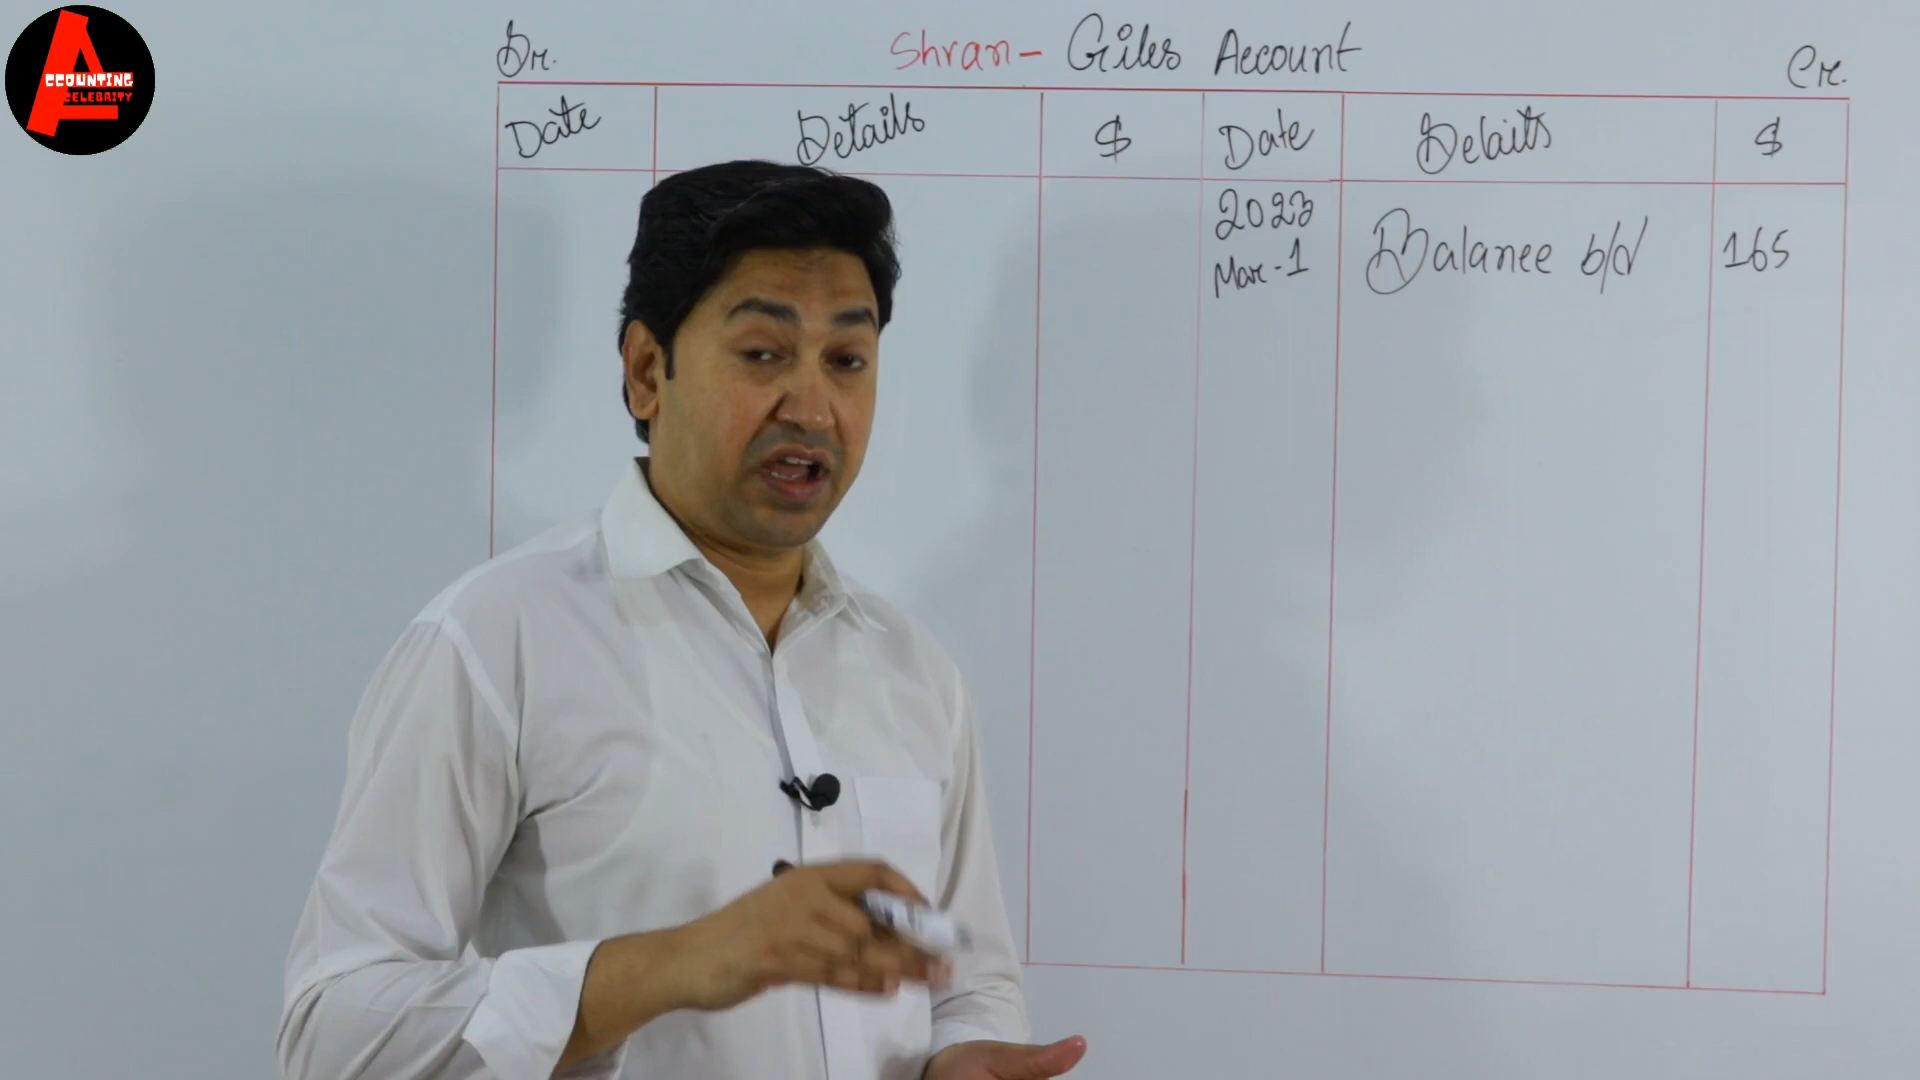 ACCOUNTING
CELEBRITY
Dr. Shran- Giles Account Cr.
Date Details $ Date Details $
2023
Mar-1 Balance b/d 165